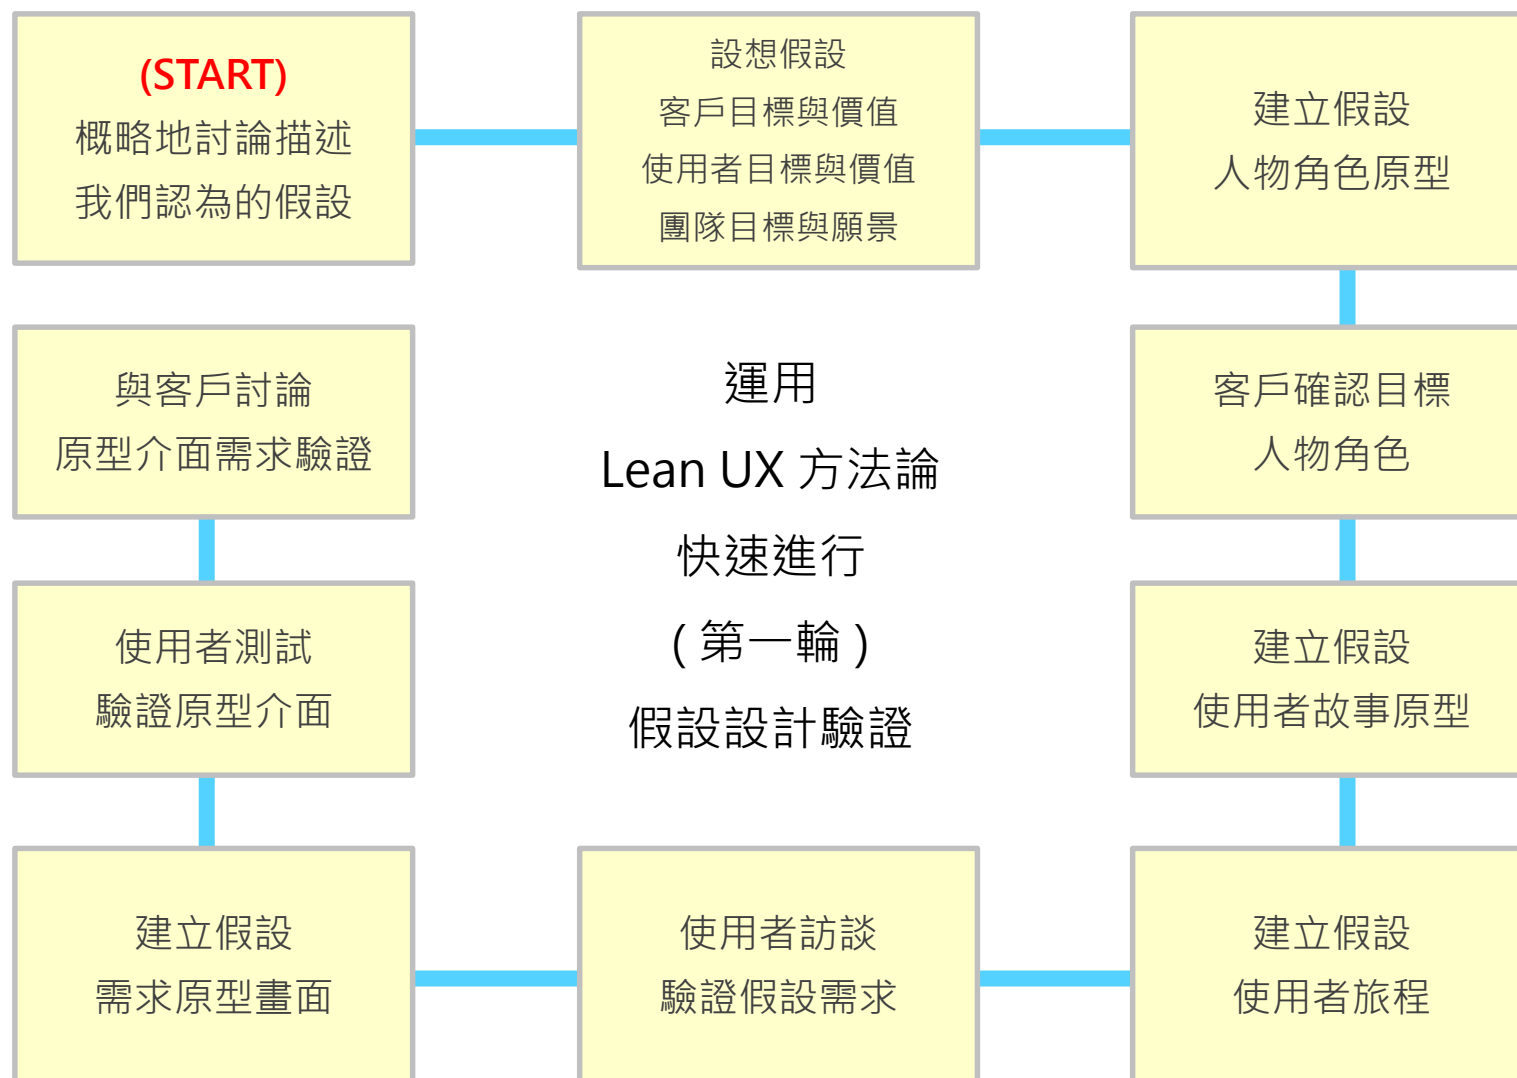 (START)
概略地討論描述
我們認為的假設
設想假設
客戶目標與價值
使用者目標與價值
團隊目標與願景
建立假設
人物角色原型
客戶確認目標
人物角色
建立假設
使用者故事原型
建立假設
使用者旅程
使用者訪談
驗證假設需求
建立假設
需求原型畫面
使用者測試
驗證原型介面
與客戶討論
原型介面需求驗證
運用
Lean UX 方法論
快速進行
( 第一輪 )
假設設計驗證